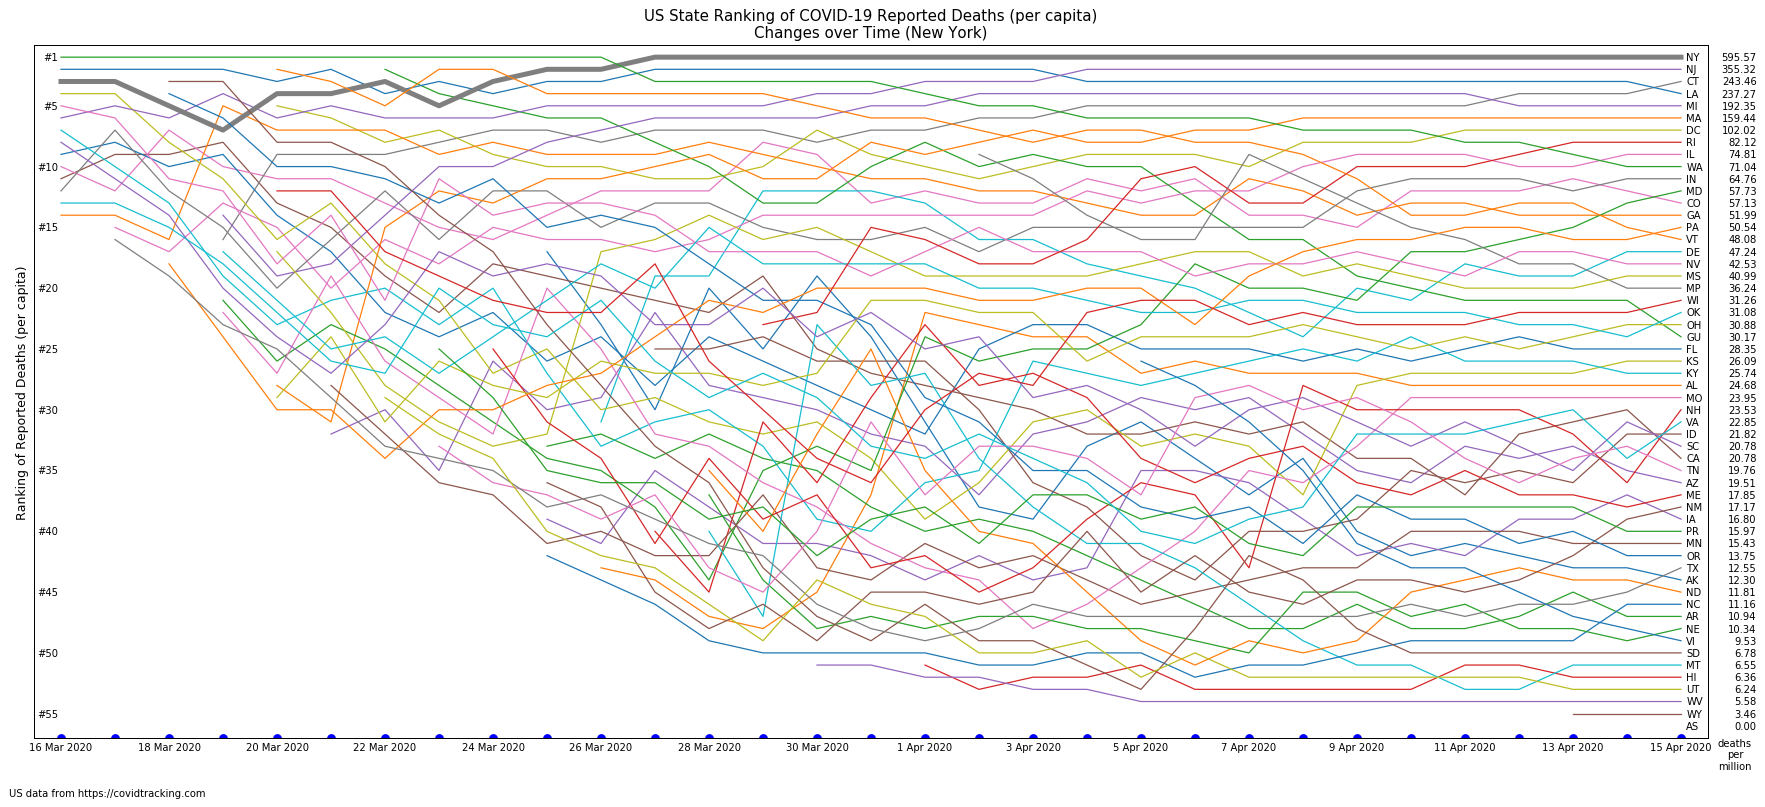 US State Ranking of COVID-19 Reported Deaths (per capita)
Changes over Time (New York)
Ranking of Reported Deaths (per capita)
#1
#5
#10
#15
#20
#25
#30
#35
#40
#45
#50
#55
NY 595.57
NJ 355.32
CT 243.46
LA 237.27
MI 192.35
MA 159.44
DC 102.02
RI 82.12
IL 74.81
WA 71.04
IN 64.76
MD 57.73
CO 57.13
GA 51.99
PA 50.54
VT 48.08
DE 47.24
NV 42.53
MS 40.99
MP 36.24
WI 31.26
OK 31.08
OH 30.88
GU 30.17
FL 28.35
KS 26.09
KY 25.74
AL 24.68
MO 23.95
NH 23.53
VA 22.85
ID 21.82
SC 20.78
CA 20.78
TN 19.76
AZ 19.51
ME 17.85
NM 17.17
IA 16.80
PR 15.97
MN 15.43
OR 13.75
TX 12.55
AK 12.30
ND 11.81
NC 11.16
AR 10.94
NE 10.34
VI 9.53
SD 6.78
MT 6.55
HI 6.36
UT 6.24
WV 5.58
WY 3.46
AS 0.00
16 Mar 2020 18 Mar 2020 20 Mar 2020 22 Mar 2020 24 Mar 2020 26 Mar 2020 28 Mar 2020 30 Mar 2020 1 Apr 2020 3 Apr 2020 5 Apr 2020 7 Apr 2020 9 Apr 2020 11 Apr 2020 13 Apr 2020 15 Apr 2020
deaths
per
million
US data from https://covidtracking.com